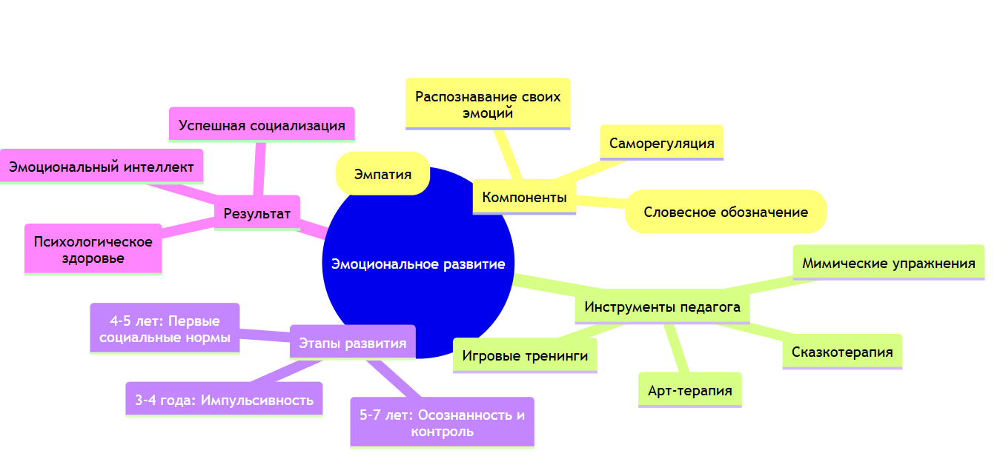 Распознавание своих
эмоций
Успешная социализация
Саморегуляция
Эмоциональный интеллект
Эмпатия
Компоненты
Словесное обозначение
Результат
Психологическое
здоровье
Эмоциональное развитие
Мимические упражнения
Инструменты педагога
4-5 лет: Первые
социальные нормы
Этапы развития
Игровые тренинги
Сказкотерапия
Арт-терапия
3-4 года: Импульсивность
5-7 лет: Осознанность и
контроль